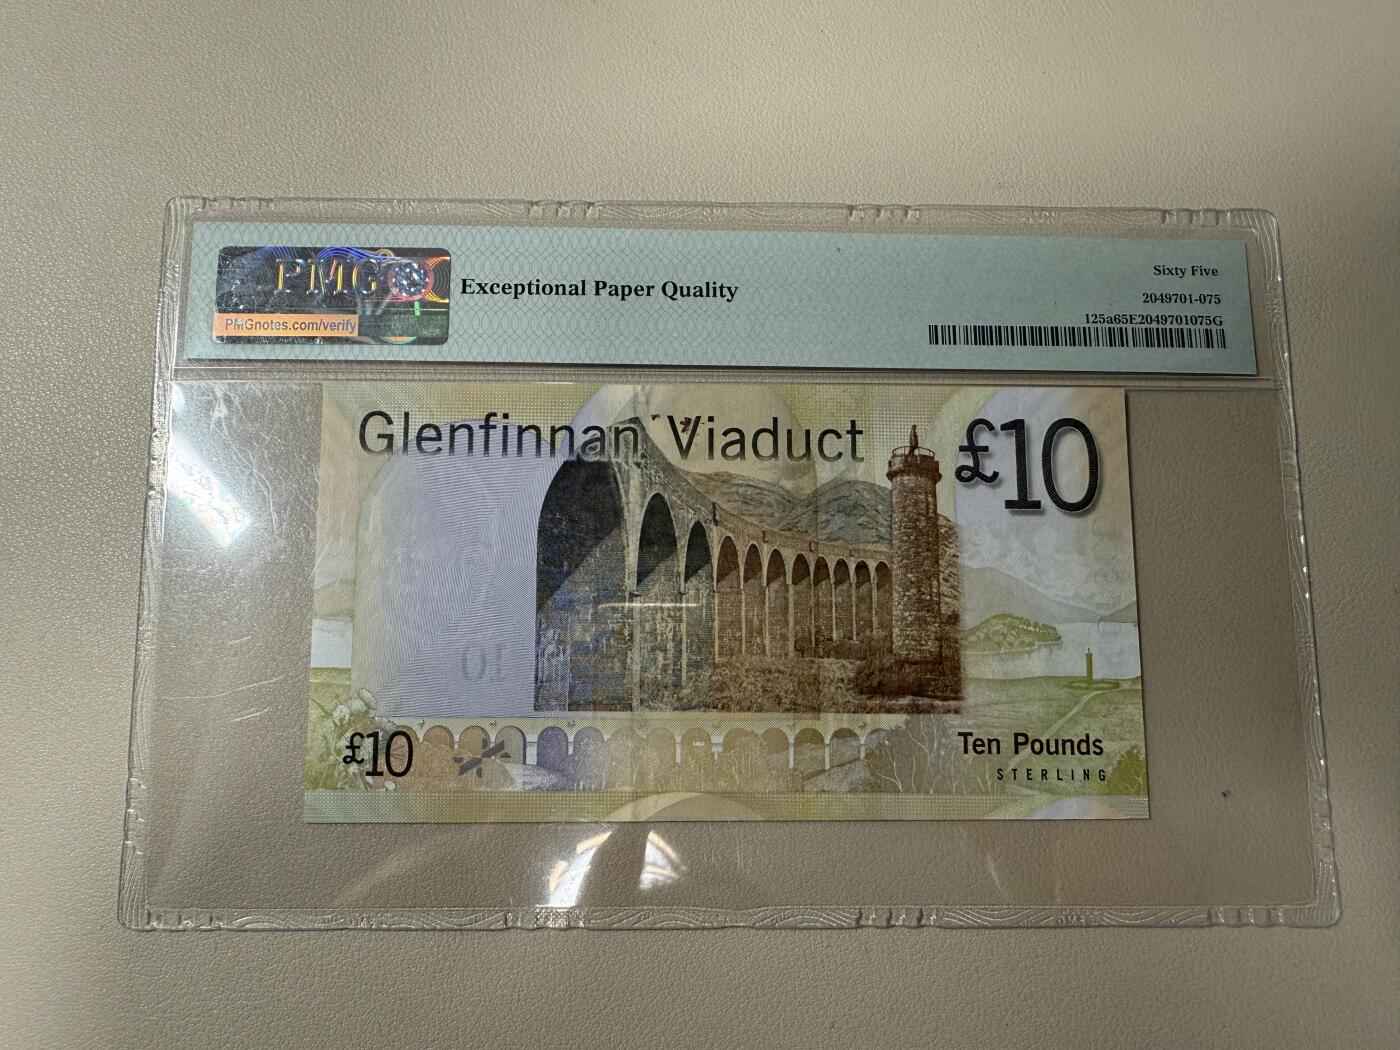 PMG
PMGnotes.com/verify
Exceptional Paper Quality
Sixty Five
2049701-075
125a65E2049701075G
Glenfinnan Viaduct
£10
10
£10
Ten Pounds
STERLING